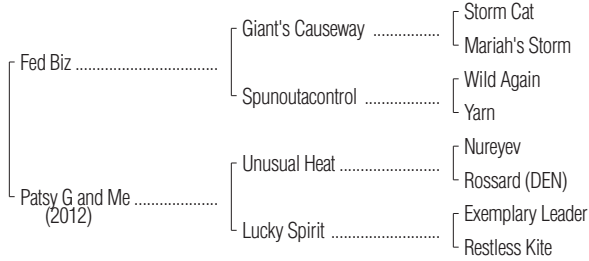 Storm Cat
Giant's Causeway ................
Mariah's Storm
Fed Biz ..................................
Wild Again
Spunoutacontrol ..................
Yarn
Nureyev
Unusual Heat ........................
Rossard (DEN)
Patsy G and Me ....................
(2012)
Exemplary Leader
Lucky Spirit ..........................
Restless Kite